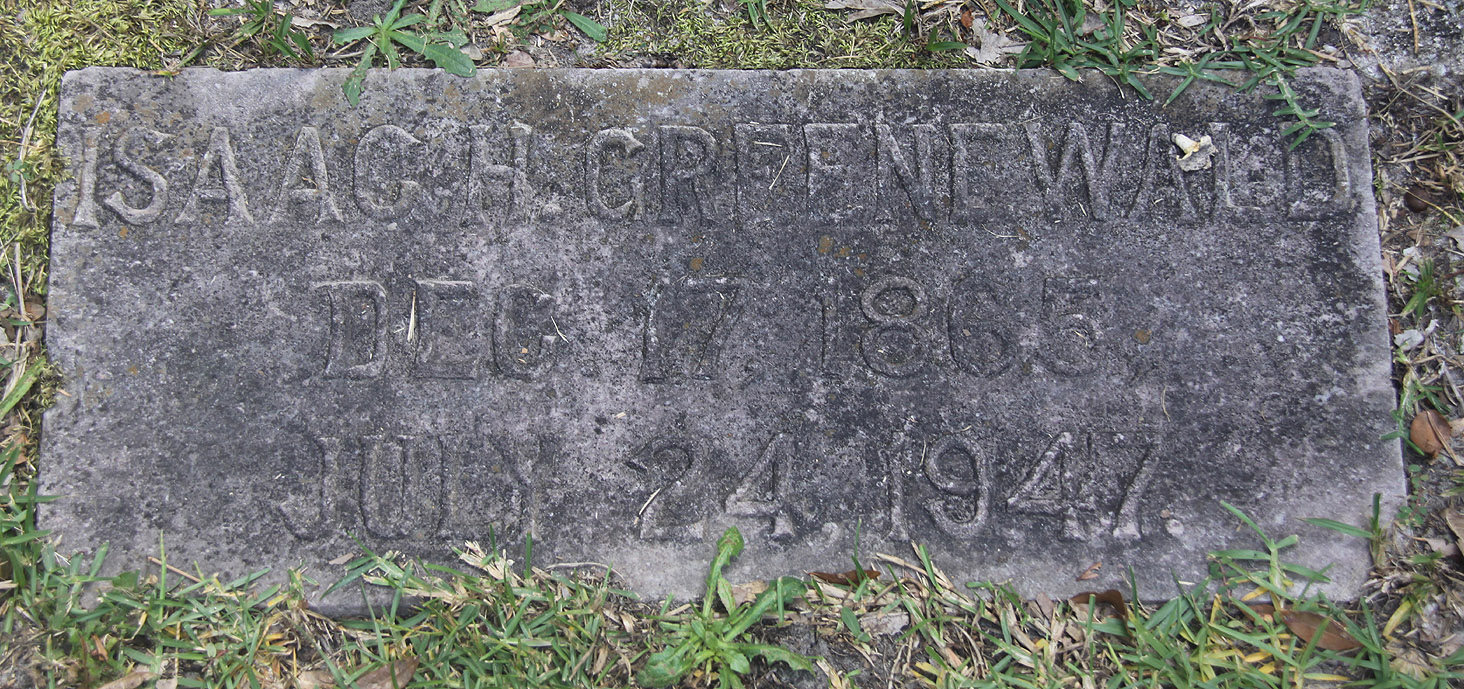 ISAAC H. GREENEWALD
DEC. 17, 1865,
JULY 24, 1947.